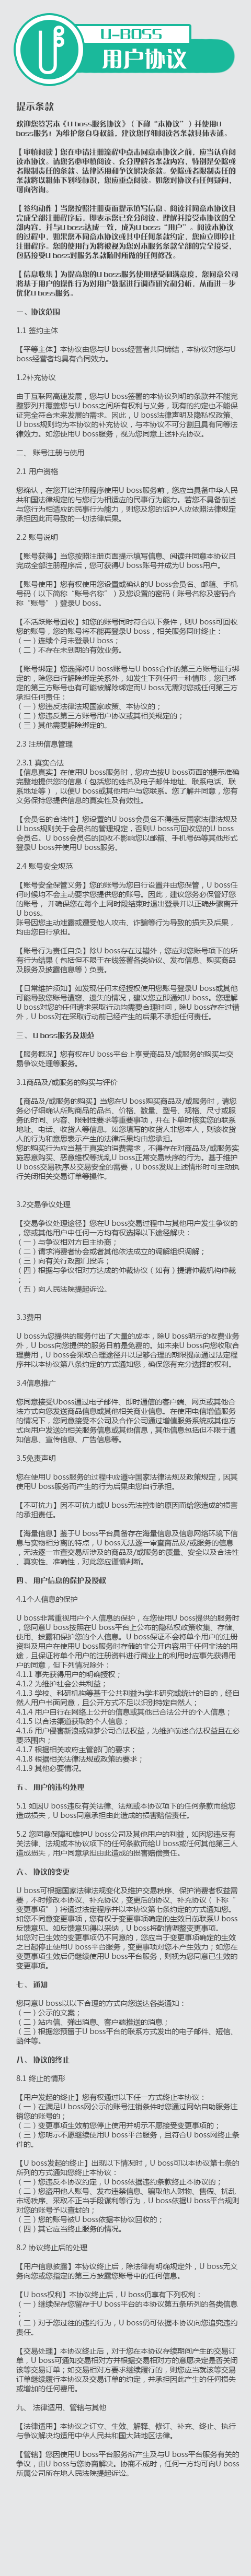 U-BOSS
用户协议
提示条款
欢迎您签署本《U boss服务协议》（下称“本协议”）并使用U
boss服务！为维护您自身权益，建议您仔细阅读各条款具体表述。
【审慎阅读】您在申请注册流程中点击同意本协议之前，应当认真阅
读本协议。请您务必审慎阅读、充分理解各条款内容，特别是免除或
者限制责任的条款、法律适用和争议解决条款。免除或者限制责任的
条款将以粗体下划线标识，您应重点阅读。如您对协议有任何疑问，
可向咨询。
【签约动作】当您按照注册页面提示填写信息、阅读并同意本协议且
完成全部注册程序后，即表示您已充分阅读、理解并接受本协议的全
部内容，并与U boss达成一致，成为U boss“用户”。阅读本协议
的过程中，如果您不同意本协议或其中任何条款约定，您应立即停止
注册程序。您的使用行为将被视为您对本服务条款全部的完全接受，
包括接受U boss对服务条款随时所做的任何修改。
【信息收集】为提高您的U boss服务使用感受和满意度，您同意公司
将基于用户的操作行为对用户数据进行调查研究和分析，从而进一步
优化U boss服务。
一、协议范围
1.1 签约主体
【平等主体】本协议由您与U boss经营者共同缔结，本协议对您与U
boss经营者均具有合同效力。
1.2补充协议
由于互联网高速发展，您与U boss签署的本协议列明的条款并不能完
整罗列并覆盖您与U boss之间所有权利与义务，现有的约定也不能保
证完全符合未来发展的需求。因此，U boss法律声明及隐私权政策、
U boss规则均为本协议的补充协议，与本协议不可分割且具有同等法
律效力。如您使用U boss服务，视为您同意上述补充协议。
二、 账号注册与使用
2.1 用户资格
您确认，在您开始注册程序使用U boss服务前，您应当具备中华人民
共和国法律规定的与您行为相适应的民事行为能力。若您不具备前述
与您行为相适应的民事行为能力，则您及您的监护人应依照法律规定
承担因此而导致的一切法律后果。
2.2 账号说明
【账号获得】当您按照注册页面提示填写信息、阅读并同意本协议且
完成全部注册程序后，您可获得U boss账号并成为U boss用户。
【账号使用】您有权使用您设置或确认的U boss会员名、邮箱、手机
号码（以下简称“账号名称”）及您设置的密码（账号名称及密码合
称“账号”）登录U boss。
【不活跃账号回收】如您的账号同时符合以下条件，则U boss可回收
您的账号，您的账号将不能再登录U boss，相关服务同时终止：
（一）连续个月未登录U boss；
（二）不存在未到期的有效业务。
【账号绑定】您选择将U boss账号与U boss合作的第三方账号进行绑
定的，除您自行解除绑定关系外，如发生下列任何一种情形，您已绑
定的第三方账号也有可能被解除绑定而U boss无需对您或任何第三方
承担任何责任：
（一）您违反法律法规国家政策、本协议的；
（二）您违反第三方账号用户协议或其相关规定的；
（三）其他需要解除绑定的。
2.3 注册信息管理
2.3.1 真实合法
【信息真实】在使用U boss服务时，您应当按U boss页面的提示准确
完整地提供您的信息（包括您的姓名及电子邮件地址、联系电话、联
系地址等），以便U boss或其他用户与您联系。您了解并同意，您有
义务保持您提供信息的真实性及有效性。
【会员名的合法性】您设置的U boss会员名不得违反国家法律法规及
U boss规则关于会员名的管理规定，否则U boss可回收您的U boss
会员名。U boss会员名的回收不影响您以邮箱、手机号码等其他形式
登录U boss并使用U boss服务。
2.4 账号安全规范
【账号安全保管义务】您的账号为您自行设置并由您保管，U boss任
何时候均不会主动要求您提供您的账号。因此，建议您务必保管好您
的账号， 并确保您在每个上网时段结束时退出登录并以正确步骤离开
U boss。
账号因您主动泄露或遭受他人攻击、诈骗等行为导致的损失及后果，
均由您自行承担。
【账号行为责任自负】除U boss存在过错外，您应对您账号项下的所
有行为结果（包括但不限于在线签署各类协议、发布信息、购买商品
及服务及披露信息等）负责。
【日常维护须知】如发现任何未经授权使用您账号登录U boss或其他
可能导致您账号遭窃、遗失的情况，建议您立即通知U boss。您理解
U boss对您的任何请求采取行动均需要合理时间，除U boss存在过错
外，U boss对在采取行动前已经产生的后果不承担任何责任。
三、U boss服务及规范
【服务概况】您有权在U boss平台上享受商品及/或服务的购买与交
易争议处理等服务。
3.1商品及/或服务的购买与评价
【商品及/或服务的购买】当您在U boss购买商品及/或服务时，请您
务必仔细确认所购商品的品名、价格、数量、型号、规格、尺寸或服
务的时间、内容、限制性要求等重要事项，并在下单时核实您的联系
地址、电话、收货人等信息。如您填写的收货人非您本人，则该收货
人的行为和意思表示产生的法律后果均由您承担。
您的购买行为应当基于真实的消费需求，不得存在对商品及/或服务实
施恶意购买、恶意维权等扰乱U boss正常交易秩序的行为。基于维护
U boss交易秩序及交易安全的需要，U boss发现上述情形时可主动执
行关闭相关交易订单等操作。
3.2交易争议处理
【交易争议处理途径】您在U boss交易过程中与其他用户发生争议的
，您或其他用户中任何一方均有权选择以下途径解决：
（一）与争议相对方自主协商；
（二）请求消费者协会或者其他依法成立的调解组织调解；
（三）向有关行政部门投诉；
（四）根据与争议相对方达成的仲裁协议（如有）提请仲裁机构仲裁
；
（五）向人民法院提起诉讼。
3.3费用
U boss为您提供的服务付出了大量的成本，除U boss明示的收费业务
外，U boss向您提供的服务目前是免费的。如未来U boss向您收取合
理费用，U boss会采取合理途径并以足够合理的期限提前通过法定程
序并以本协议第八条约定的方式通知您，确保您有充分选择的权利。
3.4信息推广
您同意接受Uboss通过电子邮件、即时通信的客户端、网页或其他合
法方式向您发送商品信息或其他相关商业信息。在使用电信增值服务
的情况下，您同意接受本公司及合作公司通过增值服务系统或其他方
式向用户发送的相关服务信息或其他信息，其他信息包括但不限于通
知信息、宣传信息、广告信息等。
3.5免责声明
您在使用U boss服务的过程中应遵守国家法律法规及政策规定，因其
使用U boss服务而产生的行为后果由您自行承担。
【不可抗力】因不可抗力或U boss无法控制的原因而给您造成的损害
的承担责任。
【海量信息】鉴于U boss平台具备存在海量信息及信息网络环境下信
息与实物相分离的特点，U boss无法逐一审查商品及/或服务的信息
，无法逐一审查交易所涉及的商品及/或服务的质量、安全以及合法性
、真实性、准确性，对此您应谨慎判断。
四、 用户信息的保护及授权
4.1个人信息的保护
U boss非常重视用户个人信息的保护，在您使用U boss提供的服务时
，您同意U boss按照在U boss平台上公布的隐私权政策收集、存储、
使用、披露和保护您的个人信息。U boss保证不会将单个用户的注册
资料及用户在使用U boss服务时存储的非公开内容用于任何非法的用
途，且保证将单个用户的注册资料进行商业上的利用时应事先获得用
户的同意，但下列情况除外：
4.1.1 事先获得用户的明确授权；
4.1.2 为维护社会公共利益；
4.1.3 学校、科研机构等基于公共利益为学术研究或统计的目的，经自
然人用户书面同意，且公开方式不足以识别特定自然人；
4.1.4 用户自行在网络上公开的信息或其他已合法公开的个人信息；
4.1.5 以合法渠道获取的个人信息；
4.1.6 用户侵害新浪或微梦公司合法权益，为维护前述合法权益且在必
要范围内；
4.1.7 根据相关政府主管部门的要求；
4.1.8 根据相关法律法规或政策的要求；
4.1.9 其他必要情况。
五、 用户的违约处理
5.1 如因U boss违反有关法律、法规或本协议项下的任何条款而给您
造成损失，U boss同意承担由此造成的损害赔偿责任。
5.2 您同意保障和维护U boss公司及其他用户的利益，如因您违反有
关法律、法规或本协议项下的任何条款而给U boss或任何其他第三人
造成损失，用户同意承担由此造成的损害赔偿责任。
六、 协议的变更
U boss可根据国家法律法规变化及维护交易秩序、保护消费者权益需
要，不时修改本协议、补充协议，变更后的协议、补充协议（下称“
变更事项”）将通过法定程序并以本协议第七条约定的方式通知您。
如您不同意变更事项，您有权于变更事项确定的生效日前联系U boss
反馈意见。如反馈意见得以采纳，U boss将酌情调整变更事项。
如您对已生效的变更事项仍不同意的，您应当于变更事项确定的生效
之日起停止使用U boss平台服务，变更事项对您不产生效力；如您在
变更事项生效后仍继续使用U boss平台服务，则视为您同意已生效的
变更事项。
七、 通知
您同意U boss以以下合理的方式向您送达各类通知：
（一）公示的文案；
（二）站内信、弹出消息、客户端推送的消息；
（三）根据您预留于U boss平台的联系方式发出的电子邮件、短信、
函件等。
八、 协议的终止
8.1 终止的情形
【用户发起的终止】您有权通过以下任一方式终止本协议：
（一）在满足U boss网公示的账号注销条件时您通过网站自助服务注
销您的账号的；
（二）变更事项生效前您停止使用并明示不愿接受变更事项的；
（三）您明示不愿继续使用U boss平台服务，且符合U boss网终止条
件的。
【U boss发起的终止】出现以下情况时，U boss可以本协议第七条的
所列的方式通知您终止本协议：
（一）您违反本协议约定，U boss依据违约条款终止本协议的；
（二）您盗用他人账号、发布违禁信息、骗取他人财物、售假、扰乱
市场秩序、采取不正当手段谋利等行为，U boss依据U boss平台规则
对您的账号予以查封的；
（三）您的账号被U boss依据本协议回收的；
（四）其它应当终止服务的情况。
8.2 协议终止后的处理
【用户信息披露】本协议终止后，除法律有明确规定外，U boss无义
务向您或您指定的第三方披露您账号中的任何信息。
【U boss权利】本协议终止后，U boss仍享有下列权利：
（一）继续保存您留存于U boss平台的本协议第五条所列的各类信息
；
（二）对于您过往的违约行为，U boss仍可依据本协议向您追究违约
责任。
【交易处理】本协议终止后，对于您在本协议存续期间产生的交易订
单，U boss可通知交易相对方并根据交易相对方的意愿决定是否关闭
该等交易订单；如交易相对方要求继续履行的，则您应当就该等交易
订单继续履行本协议及交易订单的约定，并承担因此产生的任何损失
或增加的任何费用。
九、 法律适用、管辖与其他
【法律适用】本协议之订立、生效、解释、修订、补充、终止、执行
与争议解决均适用中华人民共和国大陆地区法律。
【管辖】您因使用U boss平台服务所产生及与U boss平台服务有关的
争议，由U boss与您协商解决。协商不成时，任何一方均可向U boss
所属公司所在地人民法院提起诉讼。